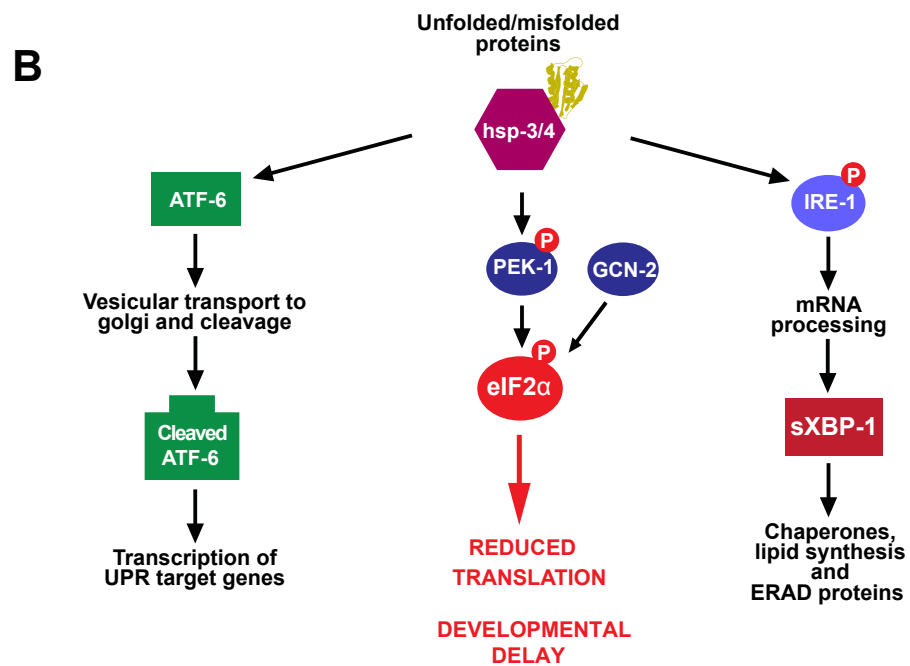 B
Unfolded/misfolded
proteins
hsp-3/4
ATF-6
Vesicular transport to
golgi and cleavage
Cleaved
ATF-6
Transcription of
UPR target genes
P
PEK-1
GCN-2
P
eIF2α
REDUCED
TRANSLATION
DEVELOPMENTAL
DELAY
P
IRE-1
mRNA
processing
sXBP-1
Chaperones,
lipid synthesis
and
ERAD proteins